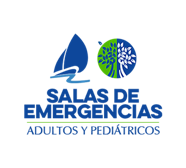 SALAS DE
EMERGENCIAS
ADULTOS Y PEDIÁTRICOS